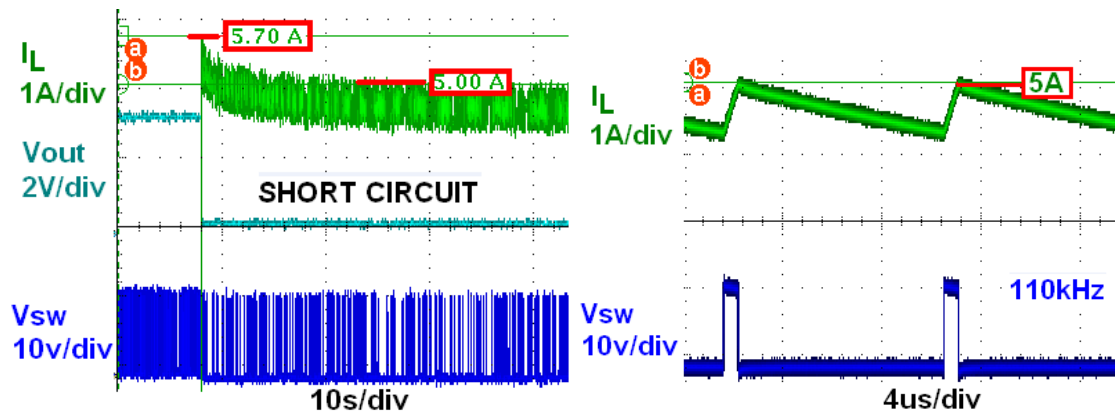 a
5.70 A
b
I_L
1A/div
5.00 A
Vout
2V/div
SHORT CIRCUIT
Vsw
10v/div
10s/div
b
a
I_L
1A/div
5A
110kHz
Vsw
10v/div
4us/div